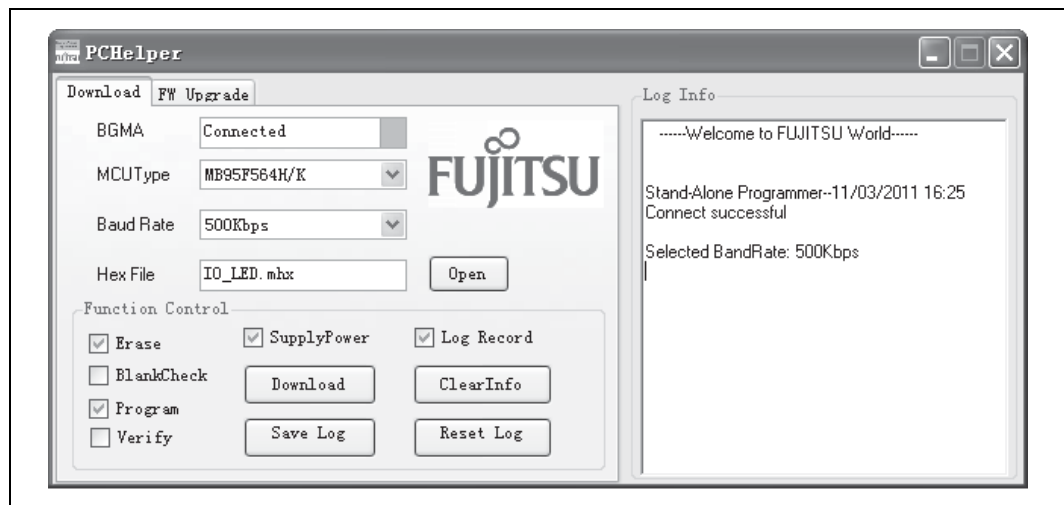 PCHelper
Download FW Upgrade
BGMA Connected
MCUType MB95F564H/K
FUJITSU
Baud Rate 500Kbps
Hex File IO_LED.mhx Open
Function Control
Erase SupplyPower Log Record
BlankCheck Download ClearInfo
Program
Verify Save Log Reset Log
Log Info
------Welcome to FUJITSU World------
Stand-Alone Programmer--11/03/2011 16:25
Connect successful
Selected BandRate: 500Kbps